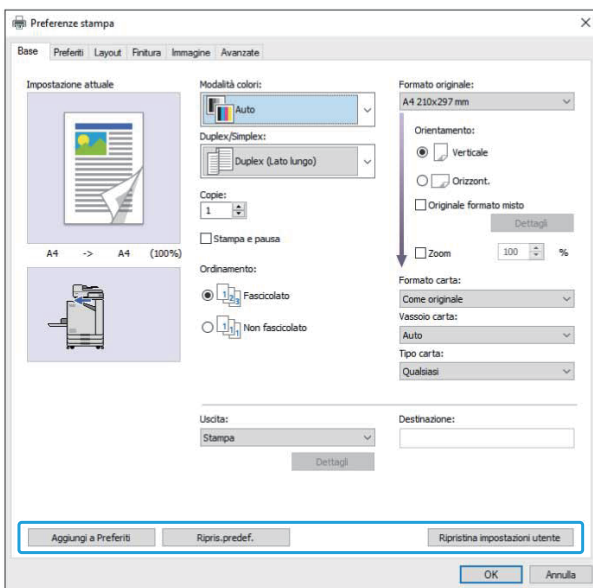 Preferenze stampa
Base Preferiti Layout Finitura Immagine Avanzate
Impostazione attuale
A4 -> A4 (100%)
Modalità colori:
Auto
Duplex/Simplex:
Duplex (Lato lungo)
Copie:
1
Stampa e pausa
Ordinamento:
Fascicolato
Non fascicolato
Formato originale:
A4 210x297 mm
Orientamento:
Verticale
Orizzont.
Originale formato misto
Dettagli
Zoom 100 %
Formato carta:
Come originale
Vassoio carta:
Auto
Tipo carta:
Qualsiasi
Uscita:
Stampa
Dettagli
Destinazione:
Aggiungi a Preferiti Ripris.predef. Ripristina impostazioni utente
OK Annulla